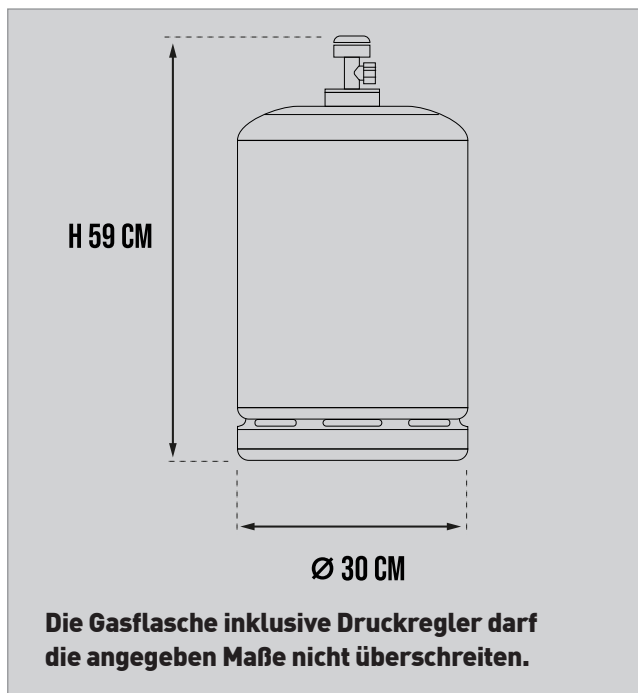 H 59 CM
Ø 30 CM
Die Gasflasche inklusive Druckregler darf
die angegeben Maße nicht überschreiten.